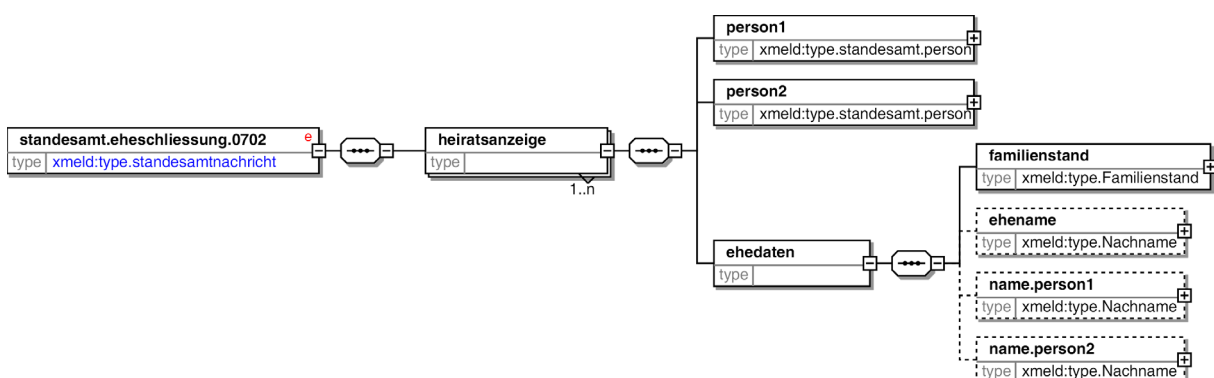 person1
type xmeld:type.standesamt.person
person2
type xmeld:type.standesamt.person
standesamt.eheschliessung.0702 e
type xmeld:type.standesamtnachricht
heiratsanzeige
type
1..n
familienstand
type xmeld:type.Familienstand
ehename
type xmeld:type.Nachname
ehedaten
type
name.person1
type xmeld:type.Nachname
name.person2
type xmeld:type.Nachname